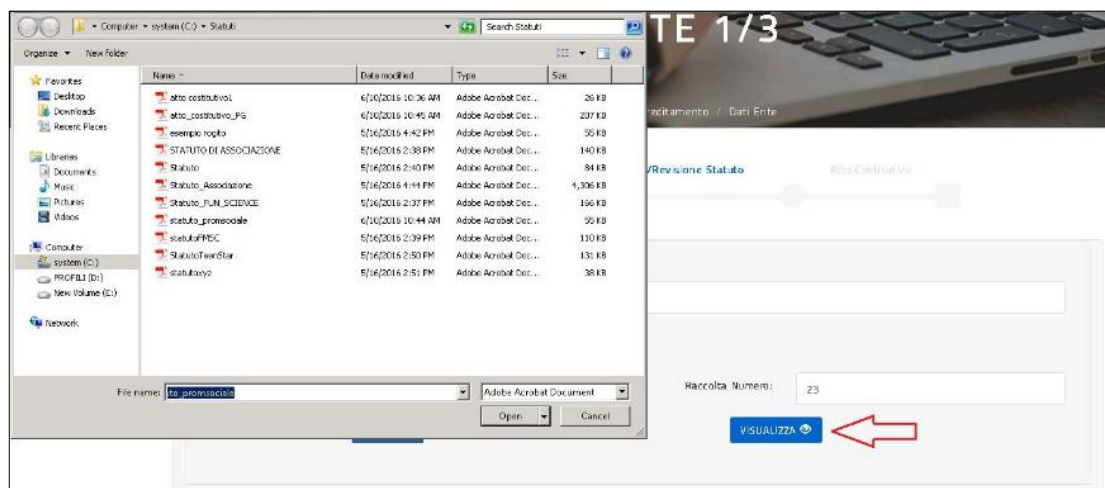 Computer ▾ system (C:) ▾ Statuti
Search Statuti
TE 1/3
Organize ▾ New folder
Favorites
Desktop
Downloads
Recent Places
Libraries
Documents
Music
Pictures
Videos
Computer
system (C:)
PROFILI (D:)
New Volume (E:)
Network
Name Date modified Type Size
atto costitutivo1 6/10/2016 10:36 AM Adobe Acrobat Doc... 26 KB
atto_costitutivo_PG 6/10/2016 10:45 AM Adobe Acrobat Doc... 207 KB
esempio rogito 5/16/2016 4:42 PM Adobe Acrobat Doc... 55 KB
STATUTO DI ASSOCIAZIONE 5/16/2016 2:38 PM Adobe Acrobat Doc... 140 KB
Statuto 5/16/2016 2:40 PM Adobe Acrobat Doc... 84 KB
Statuto_Associazione 5/16/2016 4:44 PM Adobe Acrobat Doc... 4,306 KB
Statuto_FUN_SCIENCE 5/16/2016 2:37 PM Adobe Acrobat Doc... 166 KB
statuto_promsociale 6/10/2016 10:44 AM Adobe Acrobat Doc... 55 KB
statutoFMSC 5/16/2016 2:39 PM Adobe Acrobat Doc... 110 KB
StatutoTeenStar 5/16/2016 2:50 PM Adobe Acrobat Doc... 131 KB
statutoxyz 5/16/2016 2:51 PM Adobe Acrobat Doc... 38 KB
reditamento / Dati Ente
/Revisione Statuto
Atto Costitutivo
File name: to_promsociale
Adobe Acrobat Document
Open
Cancel
Raccolta Numero: 23
VISUALIZZA